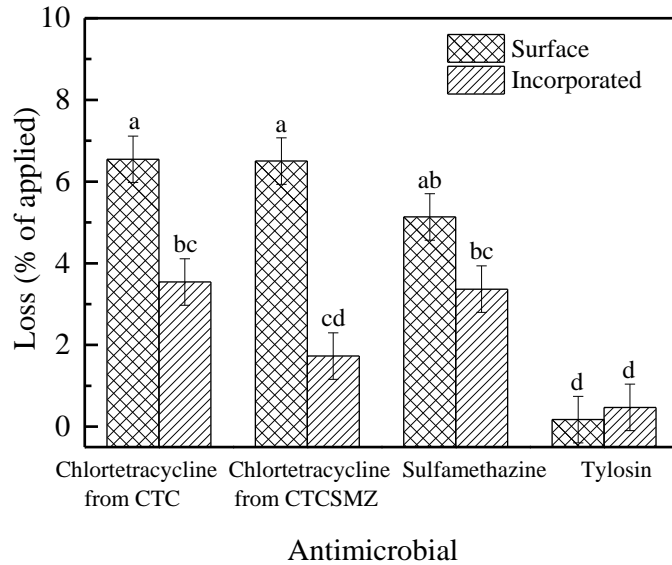 10
8
6
4
2
0
Loss (% of applied)
Surface
Incorporated
a
a
ab
bc
bc
cd
d
d
Chlortetracycline
from CTC
Chlortetracycline
from CTCSMZ
Sulfamethazine
Tylosin
Antimicrobial